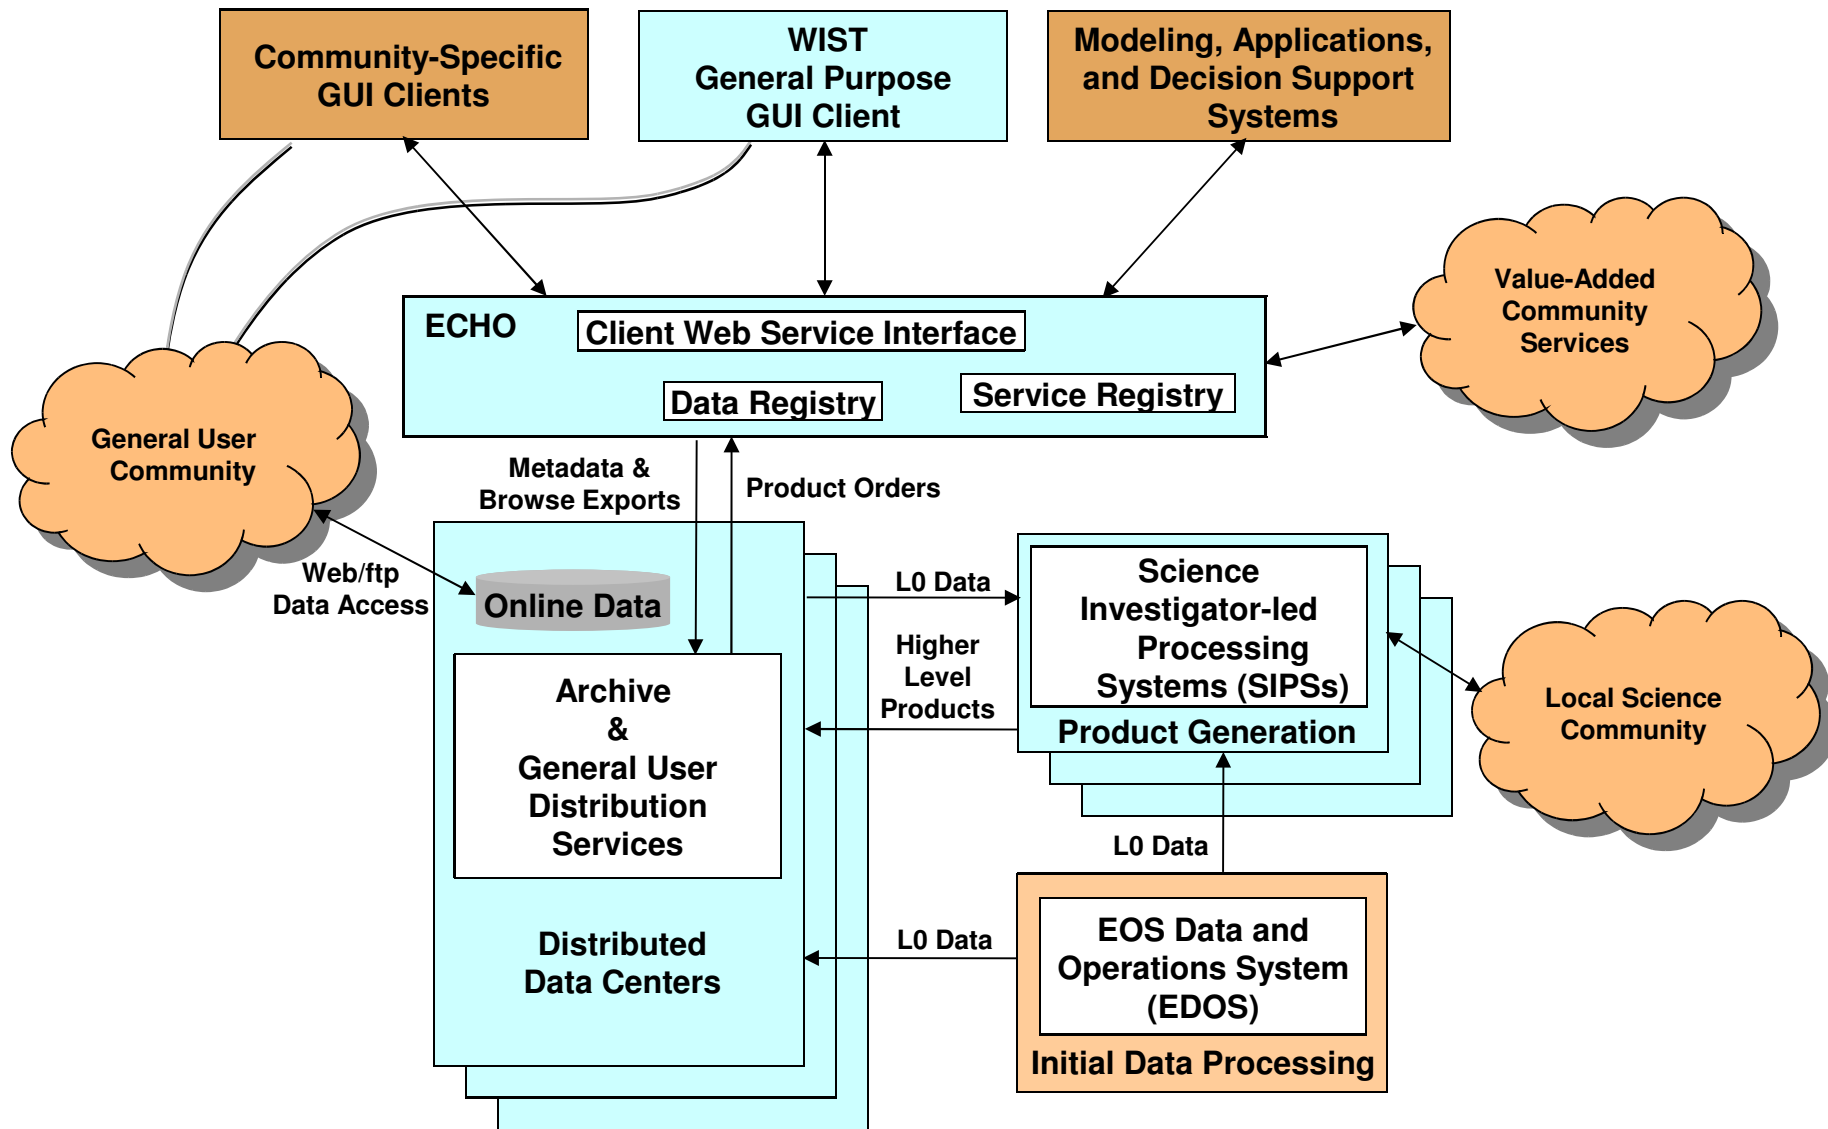 Community-Specific
GUI Clients
WIST
General Purpose
GUI Client
Modeling, Applications,
and Decision Support
Systems
Value-Added
Community
Services
ECHO
Client Web Service Interface
Data Registry
Service Registry
General User
Community
Metadata &
Browse Exports
Product Orders
Web/ftp
Data Access
Online Data
L0 Data
Science
Investigator-led
Processing
Systems (SIPSs)
Product Generation
Higher
Level
Products
Local Science
Community
Archive
&
General User
Distribution
Services
L0 Data
Distributed
Data Centers
L0 Data
EOS Data and
Operations System
(EDOS)
Initial Data Processing